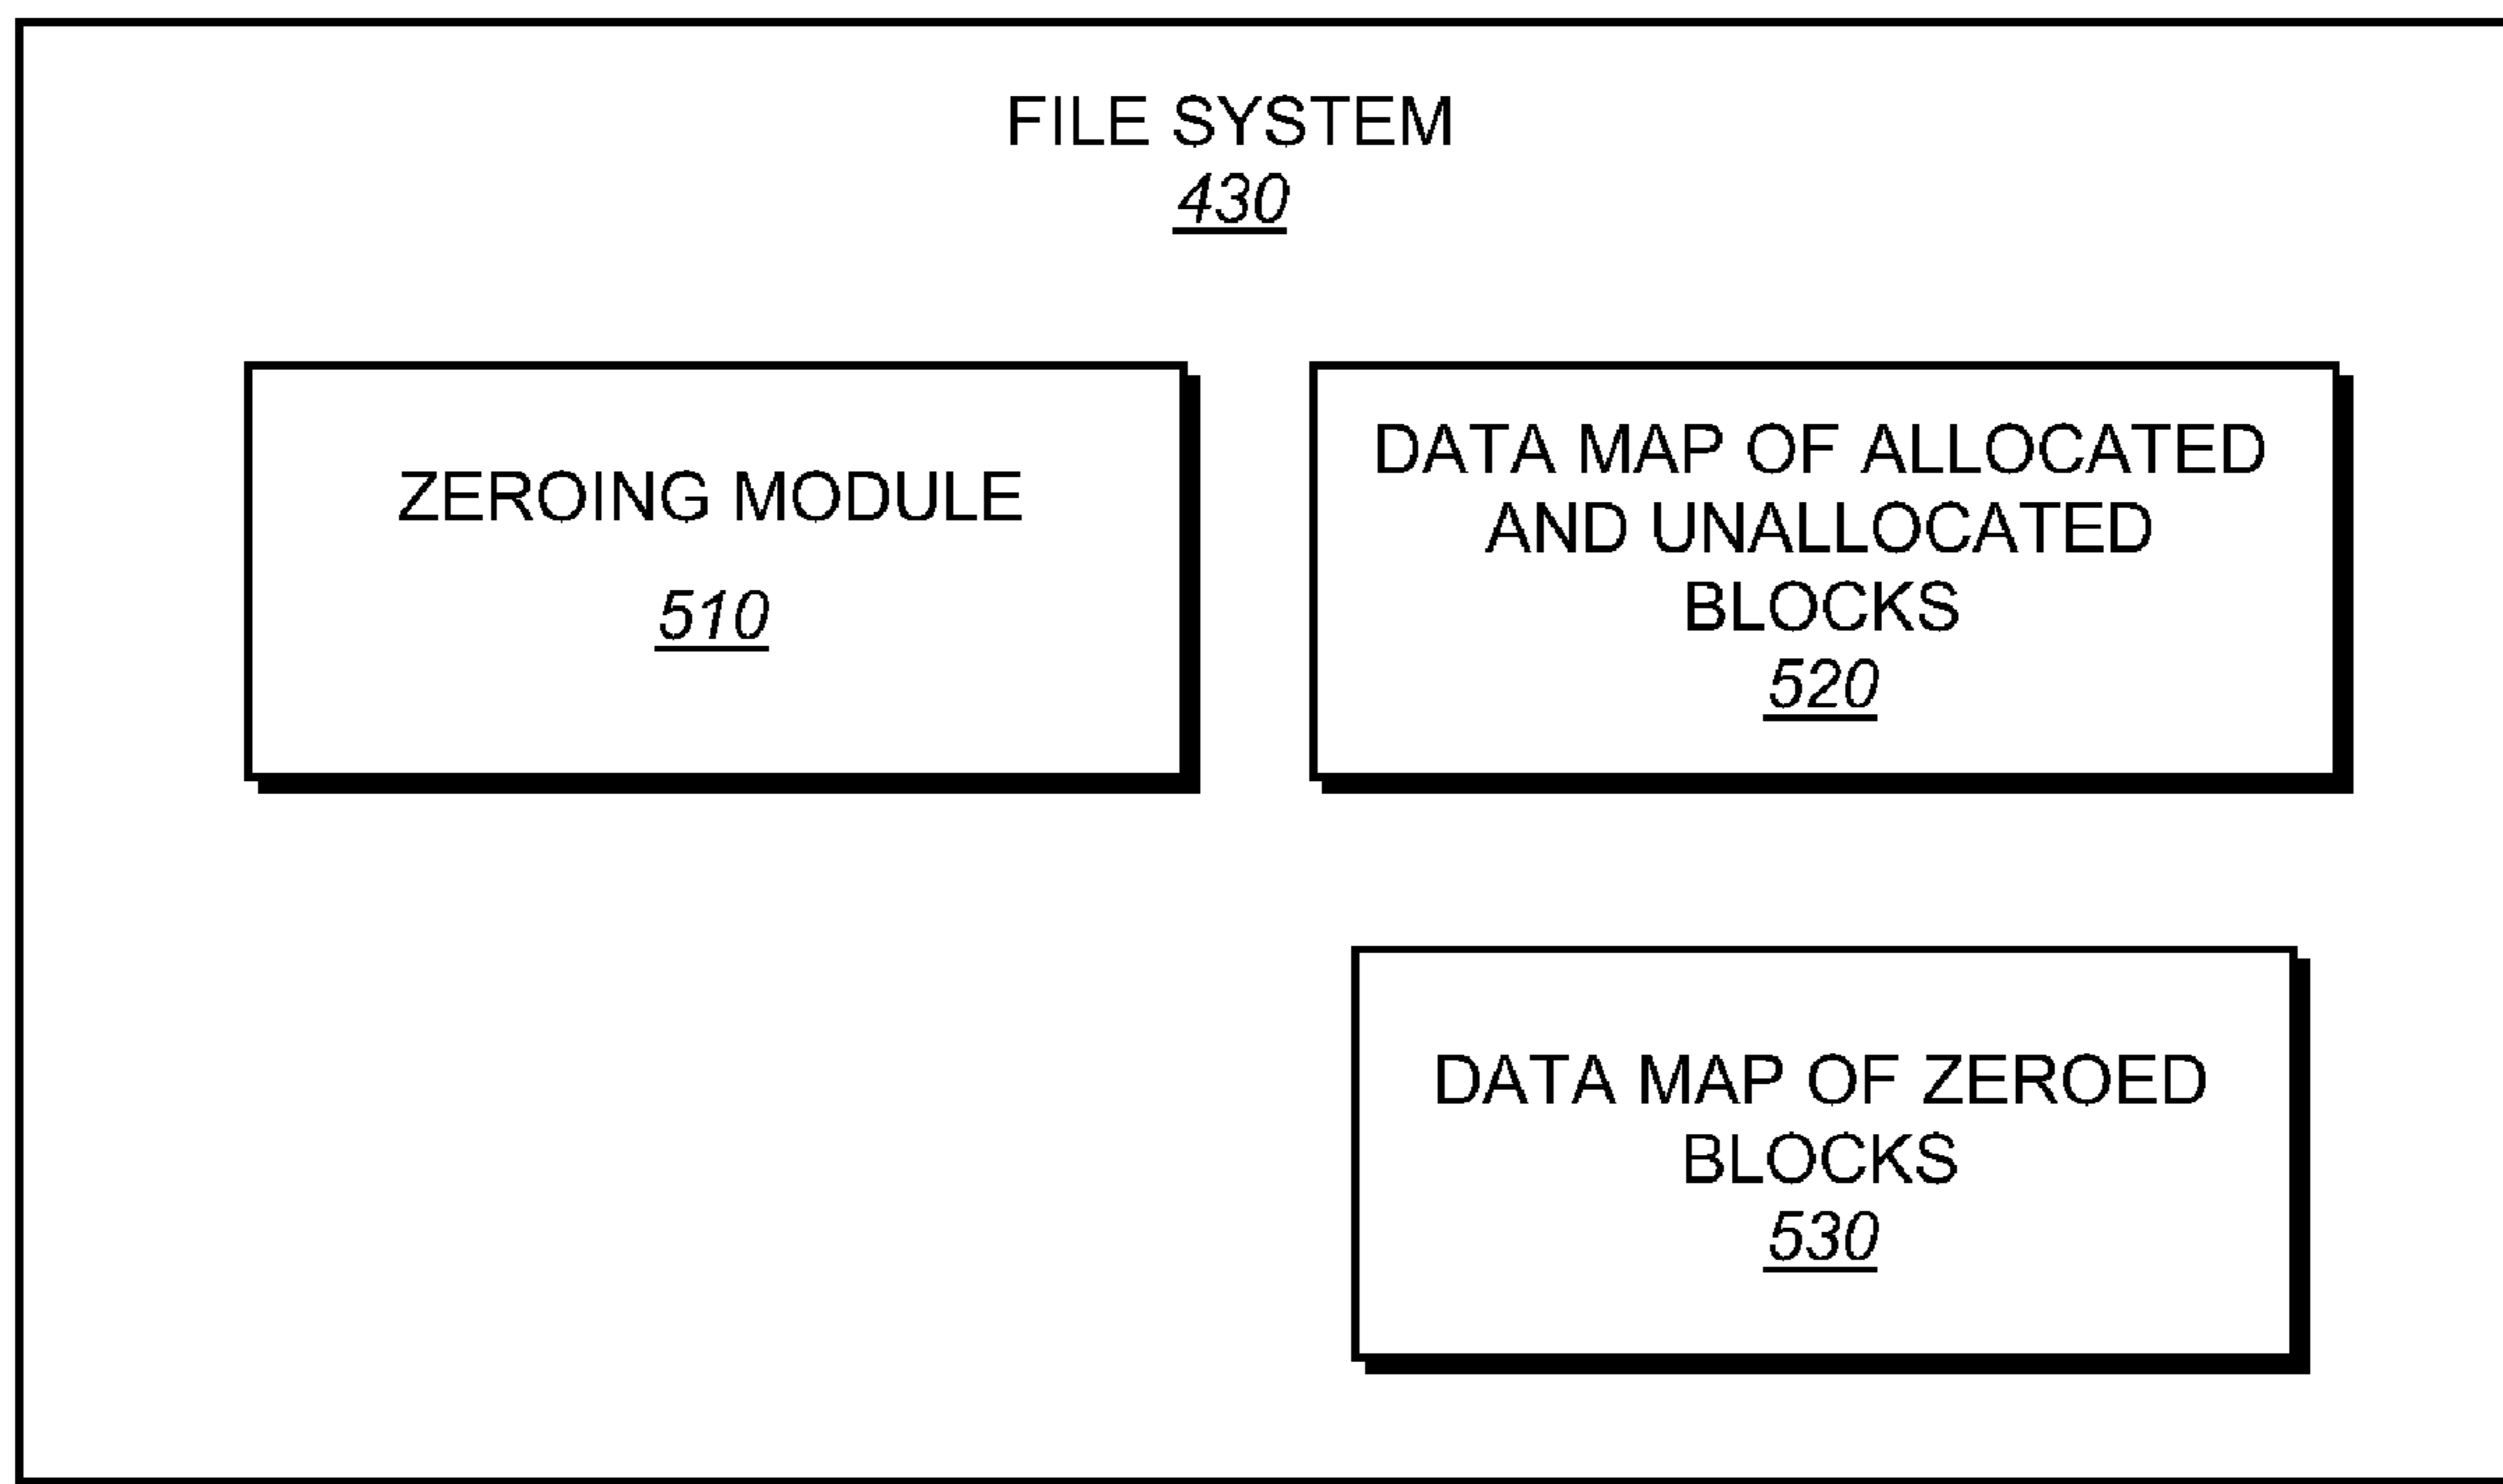 FILE SYSTEM
430
ZEROING MODULE
510
DATA MAP OF ALLOCATED
AND UNALLOCATED
BLOCKS
520
DATA MAP OF ZEROED
BLOCKS
530